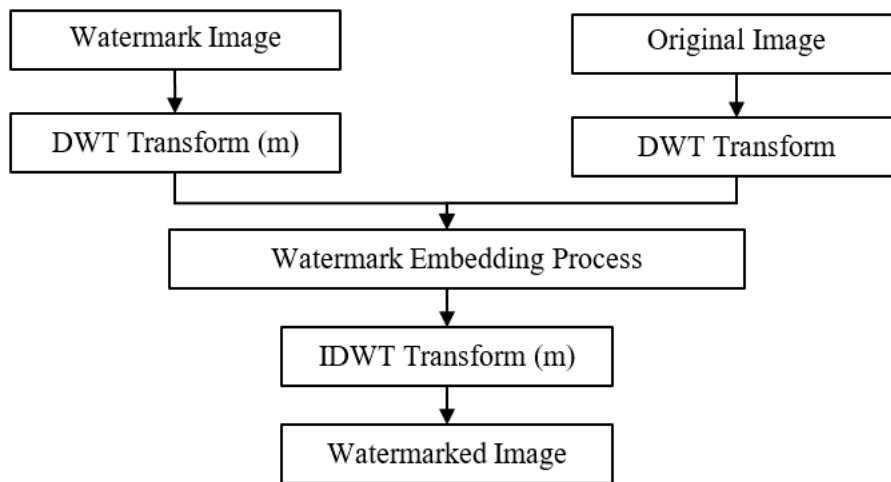 Watermark Image
Original Image
DWT Transform (m)
DWT Transform
Watermark Embedding Process
IDWT Transform (m)
Watermarked Image